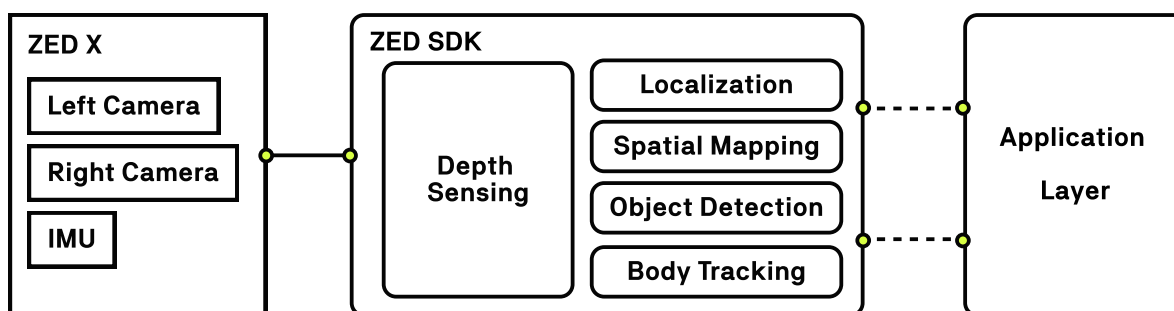 ZED X
Left Camera
Right Camera
IMU
ZED SDK
Depth
Sensing
Localization
Spatial Mapping
Object Detection
Body Tracking
Application
Layer